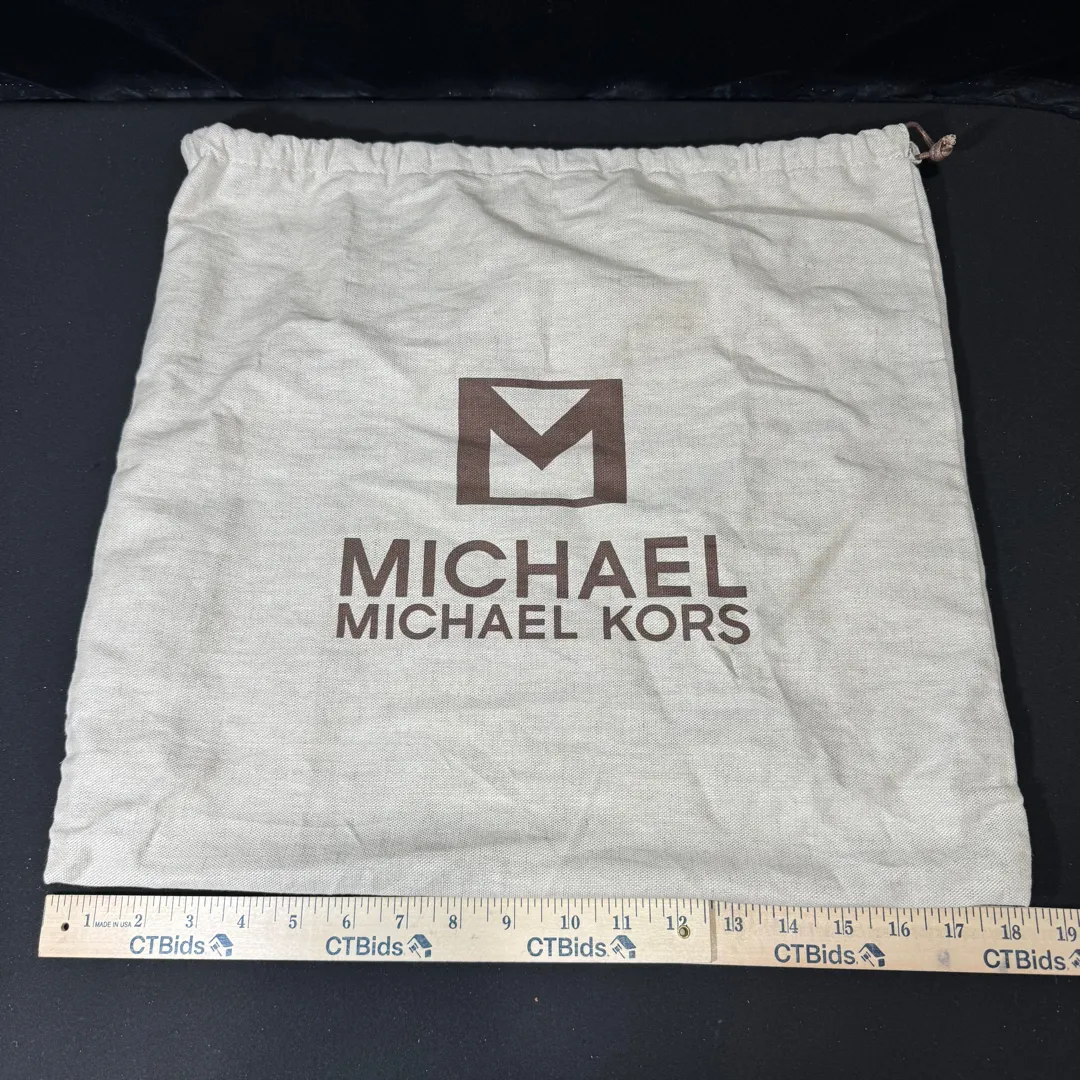 M
MICHAEL
MICHAEL KORS
1 MADE IN USA 2 3 4 5 6 7 8 9 10 11 12 13 14 15 16 17 18 19
CTBids CTBids CTBids CTBids CTBids